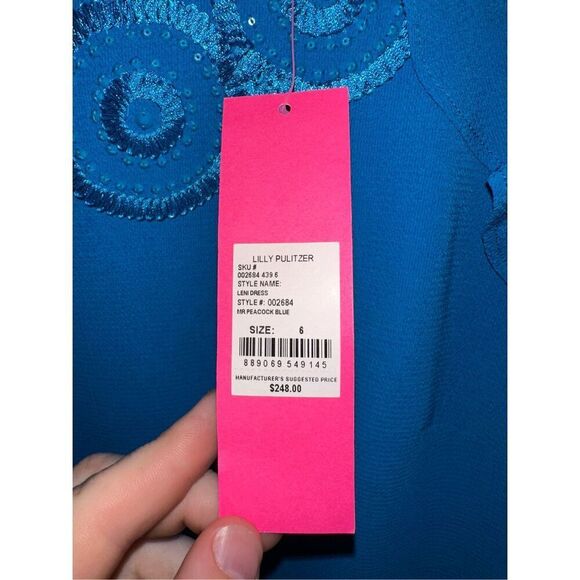 LILLY PULITZER
SKU #
002684 439 6
STYLE NAME:
LENI DRESS
STYLE #: 002684
MR.PEACOCK BLUE
SIZE: 6
889069 549145
MANUFACTURER'S SUGGESTED PRICE
$248.00